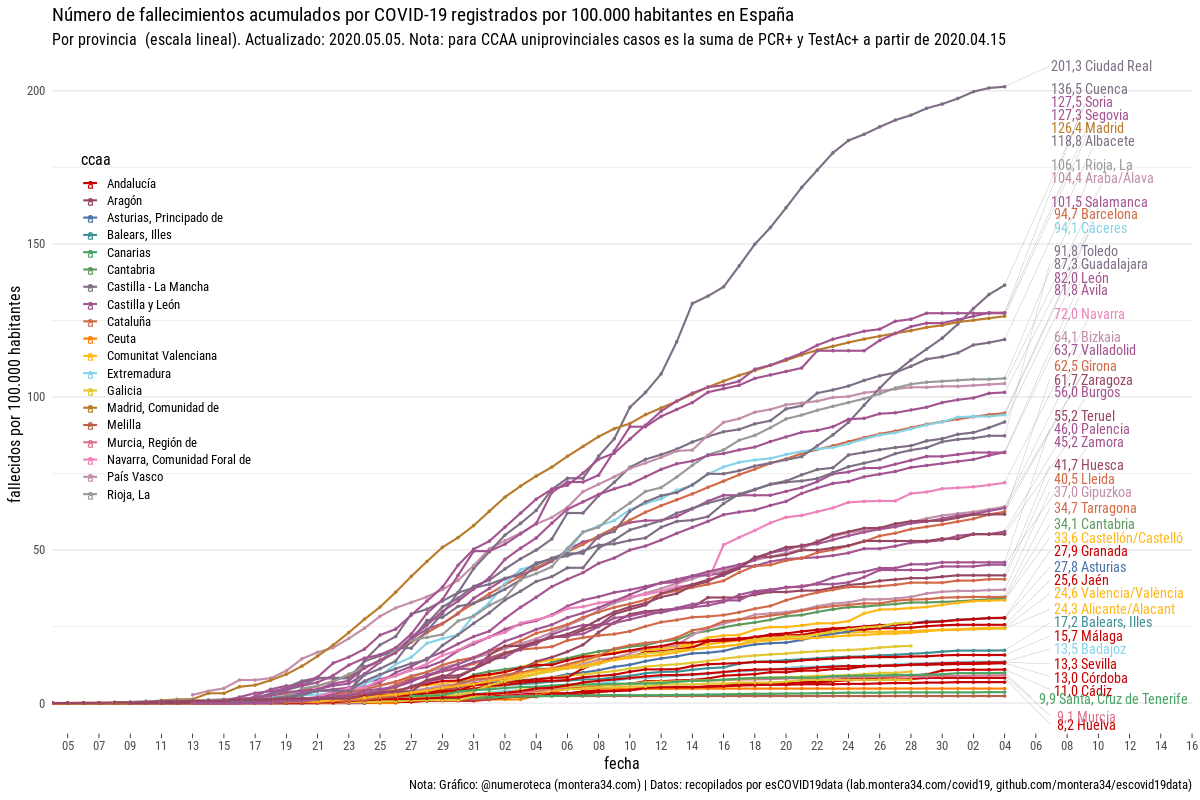 Número de fallecimientos acumulados por COVID-19 registrados por 100.000 habitantes en España
Por provincia (escala lineal). Actualizado: 2020.05.05. Nota: para CCAA uniprovinciales casos es la suma de PCR+ y TestAc+ a partir de 2020.04.15
fallecidos por 100.000 habitantes
200
150
100
50
0
ccaa
Andalucía
Aragón
Asturias, Principado de
Balears, Illes
Canarias
Cantabria
Castilla - La Mancha
Castilla y León
Cataluña
Ceuta
Comunitat Valenciana
Extremadura
Galicia
Madrid, Comunidad de
Melilla
Murcia, Región de
Navarra, Comunidad Foral de
País Vasco
Rioja, La
201,3 Ciudad Real
136,5 Cuenca
127,5 Soria
127,3 Segovia
126,4 Madrid
118,8 Albacete
106,1 Rioja, La
104,4 Araba/Álava
101,5 Salamanca
94,7 Barcelona
94,1 Cáceres
91,8 Toledo
87,3 Guadalajara
82,0 León
81,8 Ávila
72,0 Navarra
64,1 Bizkaia
63,7 Valladolid
62,5 Girona
61,7 Zaragoza
56,0 Burgos
55,2 Teruel
46,0 Palencia
45,2 Zamora
41,7 Huesca
40,5 Lleida
37,0 Gipuzkoa
34,7 Tarragona
34,1 Cantabria
33,6 Castellón/Castelló
27,9 Granada
27,8 Asturias
25,6 Jaén
24,6 Valencia/València
24,3 Alicante/Alacant
17,2 Balears, Illes
15,7 Málaga
13,5 Badajoz
13,3 Sevilla
13,0 Córdoba
11,0 Cádiz
9,9 Santa, Cruz de Tenerife
9,1 Murcia
8,2 Huelva
05 07 09 11 13 15 17 19 21 23 25 27 29 31 02 04 06 08 10 12 14 16 18 20 22 24 26 28 30 02 04 06 08 10 12 14 16
fecha
Nota: Gráfico: @numeroteca (montera34.com) | Datos: recopilados por esCOVID19data (lab.montera34.com/covid19, github.com/montera34/escovid19data)